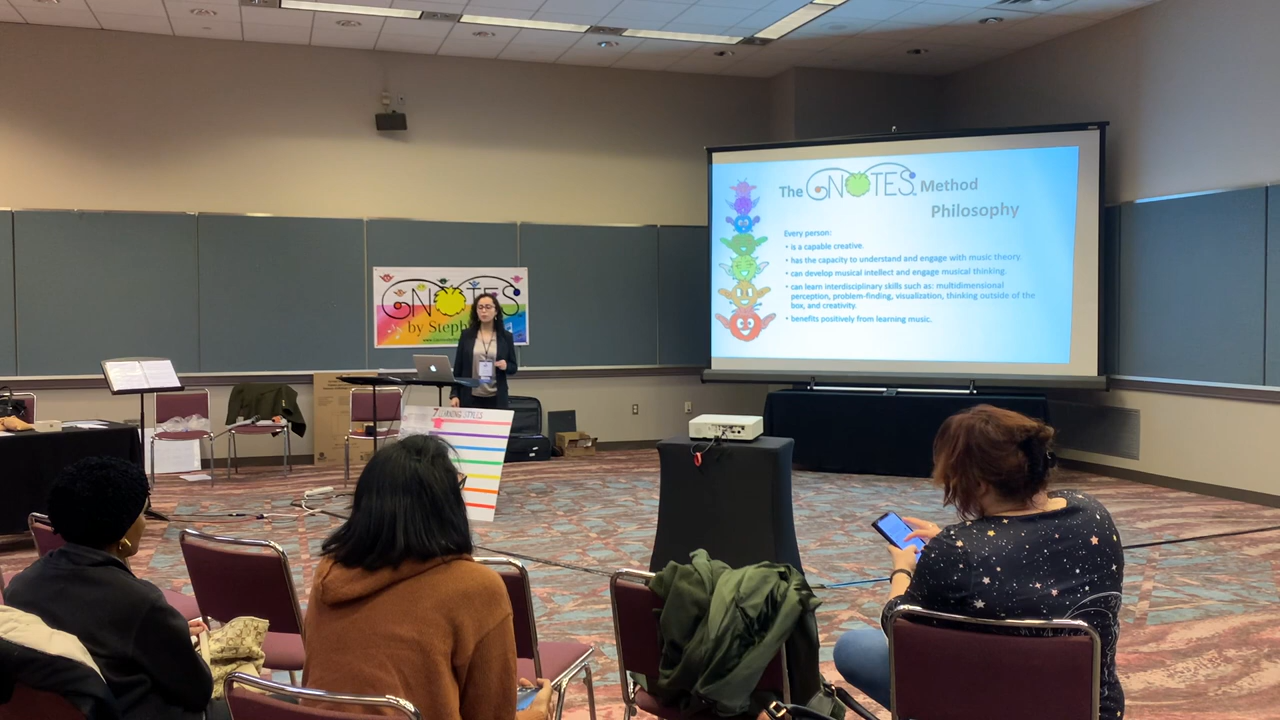 The GNOTES Method
Philosophy
Every person:
• is a capable creative.
• has the capacity to understand and engage with music theory.
• can develop musical intellect and engage musical thinking.
• can learn interdisciplinary skills such as: multidimensional
perception, problem-finding, visualization, thinking outside of the
box, and creativity.
• benefits positively from learning music.
GNOTES
by Steph
7 LEARNING STYLES